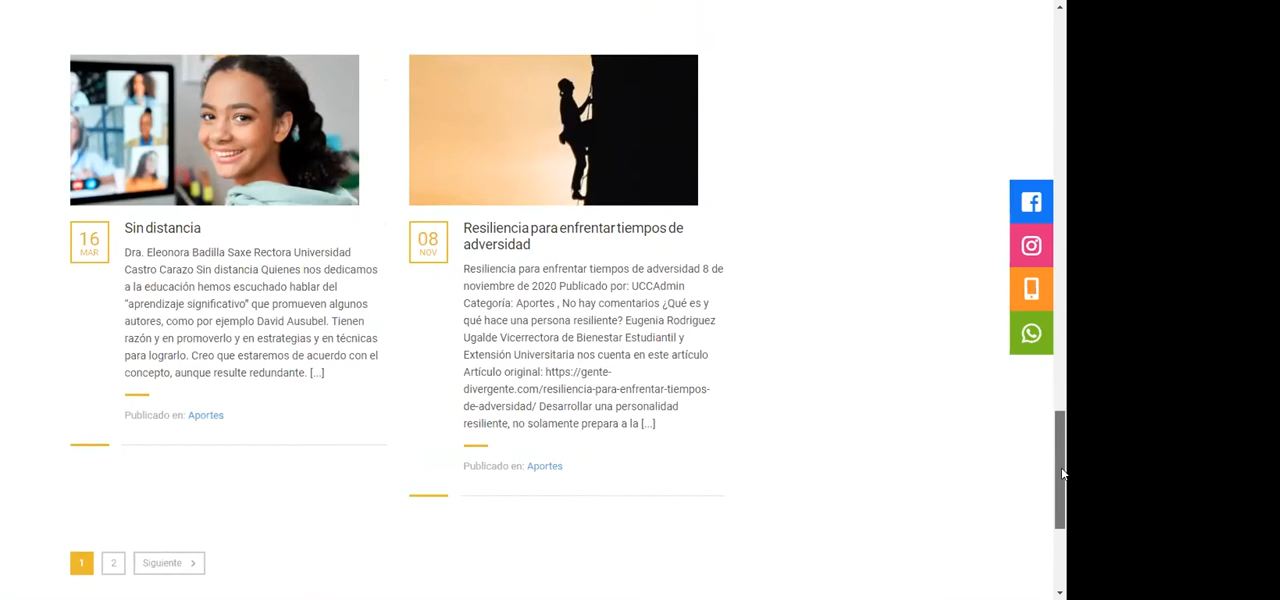 16
MAR
Sin distancia
Dra. Eleonora Badilla Saxe Rectora Universidad
Castro Carazo Sin distancia Quienes nos dedicamos
a la educación hemos escuchado hablar del
“aprendizaje significativo” que promueven algunos
autores, como por ejemplo David Ausubel. Tienen
razón y en promoverlo y en estrategias y en técnicas
para lograrlo. Creo que estaremos de acuerdo con el
concepto, aunque resulte redundante. [...]
Publicado en: Aportes
08
NOV
Resiliencia para enfrentar tiempos de
adversidad
Resiliencia para enfrentar tiempos de adversidad 8 de
noviembre de 2020 Publicado por: UCCAdmin
Categoría: Aportes , No hay comentarios ¿Qué es y
qué hace una persona resiliente? Eugenia Rodriguez
Ugalde Vicerrectora de Bienestar Estudiantil y
Extensión Universitaria nos cuenta en este artículo
Artículo original: https://gente-
divergente.com/resiliencia-para-enfrentar-tiempos-
de-adversidad/ Desarrollar una personalidad
resiliente, no solamente prepara a la [...]
Publicado en: Aportes
1
2
Siguiente